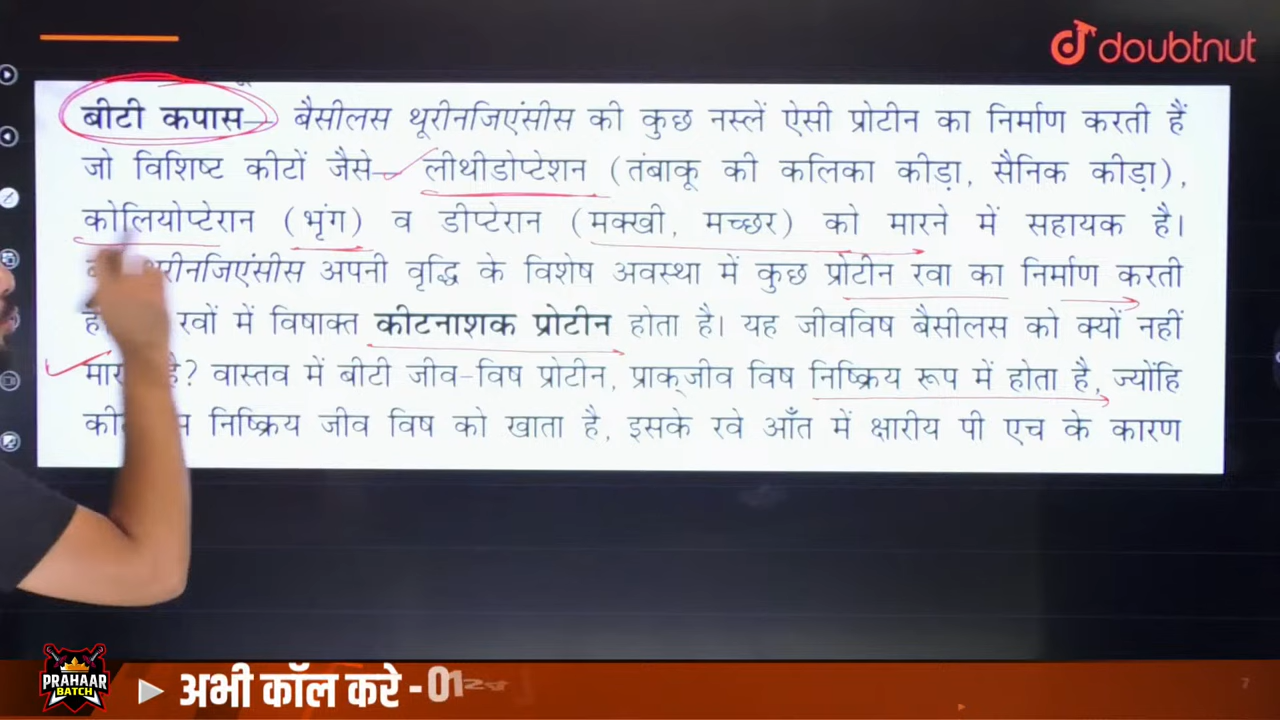 doubtnut
बीटी कपास— बैसीलस थूरीनजिएंसीस की कुछ नस्लें ऐसी प्रोटीन का निर्माण करती हैं
जो विशिष्ट कीटों जैसे— लीथीडोप्टेशन (तंबाकू की कलिका कीड़ा, सैनिक कीड़ा),
कोलियोप्टेरान (भृंग) व डीप्टेरान (मक्खी, मच्छर) को मारने में सहायक है।
अपनी वृद्धि के विशेष अवस्था में कुछ प्रोटीन रवा का निर्माण करती
रवों में विषाक्त कीटनाशक प्रोटीन होता है। यह जीवविष बैसीलस को क्यों नहीं
है? वास्तव में बीटी जीव-विष प्रोटीन, प्राक्जीव विष निष्क्रिय रूप में होता है, ज्योंहि
निष्क्रिय जीव विष को खाता है, इसके रवे आँत में क्षारीय पी एच के कारण
PRAHAAR
BATCH
अभी कॉल करे - 01
7